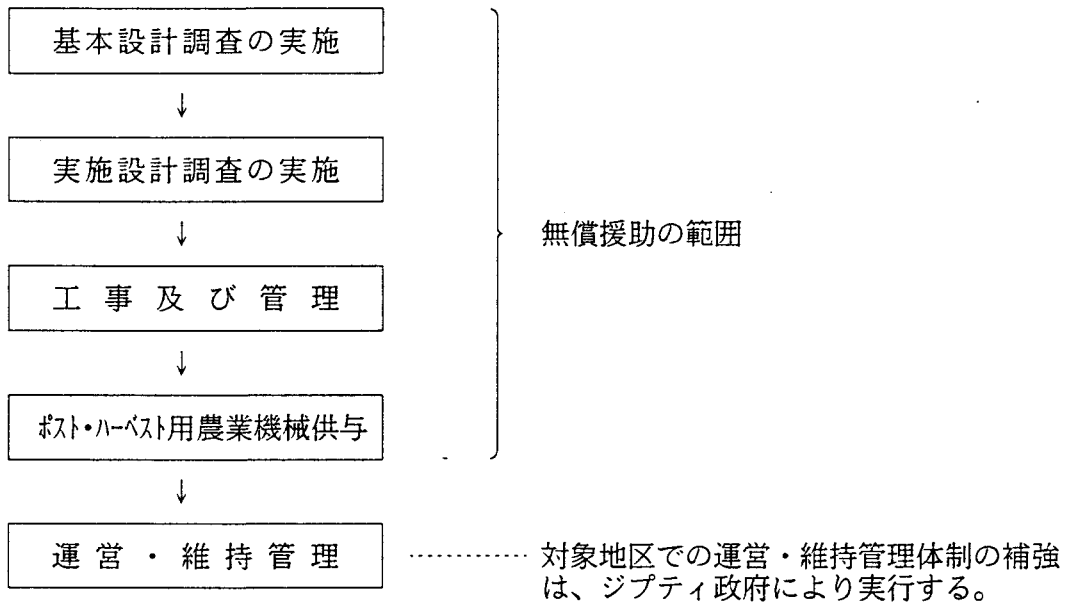 基本設計調査の実施
↓
実施設計調査の実施
↓
無償援助の範囲
工事及び管理
↓
ポスト・ハーベスト用農業機械供与
↓
運営・維持管理 ………… 対象地区での運営・維持管理体制の補強
は、ジプティ政府により実行する。